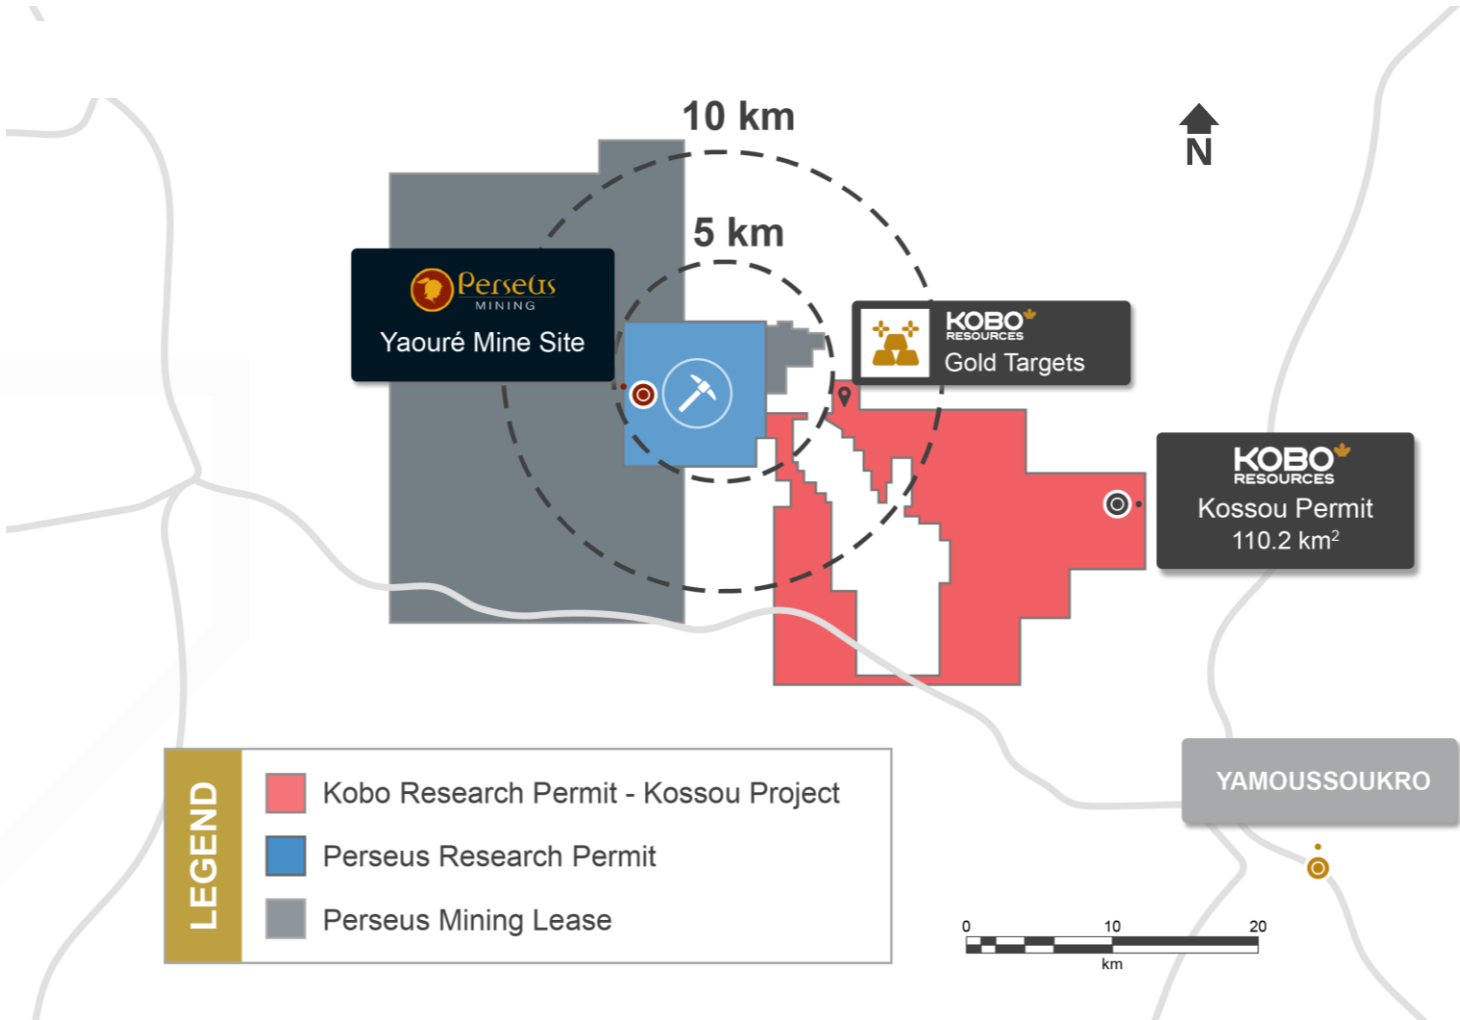 10 km
N
5 km
Perseus
MINING
Yaouré Mine Site
KOBO
RESOURCES
Gold Targets
KOBO
RESOURCES
Kossou Permit
110.2 km²
YAMOUSSOUKRO
LEGEND
Kobo Research Permit - Kossou Project
Perseus Research Permit
Perseus Mining Lease
0 10 20
km